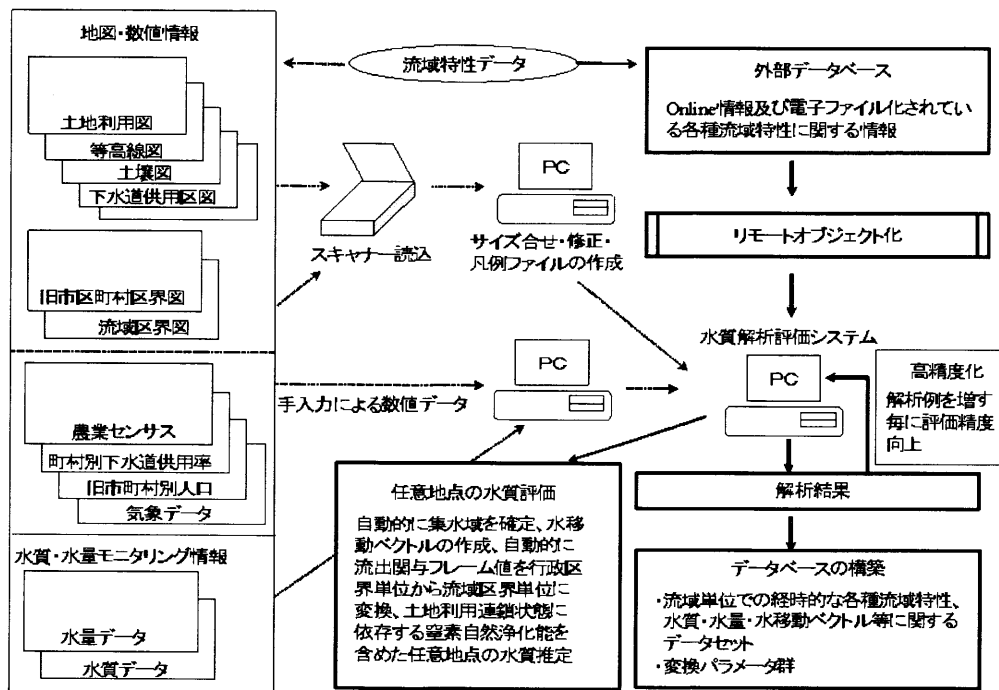 地図・数値情報
土地利用図
等高線図
土壌図
下水道供用区図
旧市区町村区界図
流域区界図
農業センサス
町村別下水道供用率
旧市町村別人口
気象データ
水質・水量モニタリング情報
水量データ
水質データ
流域特性データ
スキャナー読込
PC
サイズ合せ・修正・
凡例ファイルの作成
手入力による数値データ
PC
任意地点の水質評価
自動的に集水域を確定、水移
動ベクトルの作成、自動的に
流出関与フレーム値を行政区
界単位から流域区界単位に
変換、土地利用連鎖状態に
依存する窒素自然浄化能を
含めた任意地点の水質推定
外部データベース
Online情報及び電子ファイル化されてい
る各種流域特性に関する情報
リモートオブジェクト化
水質解析評価システム
PC
高精度化
解析例を増す
毎に評価精度
向上
解析結果
データベースの構築
・流域単位での経時的な各種流域特性、
水質・水量・水移動ベクトル等に関する
データセット
・変換パラメータ群